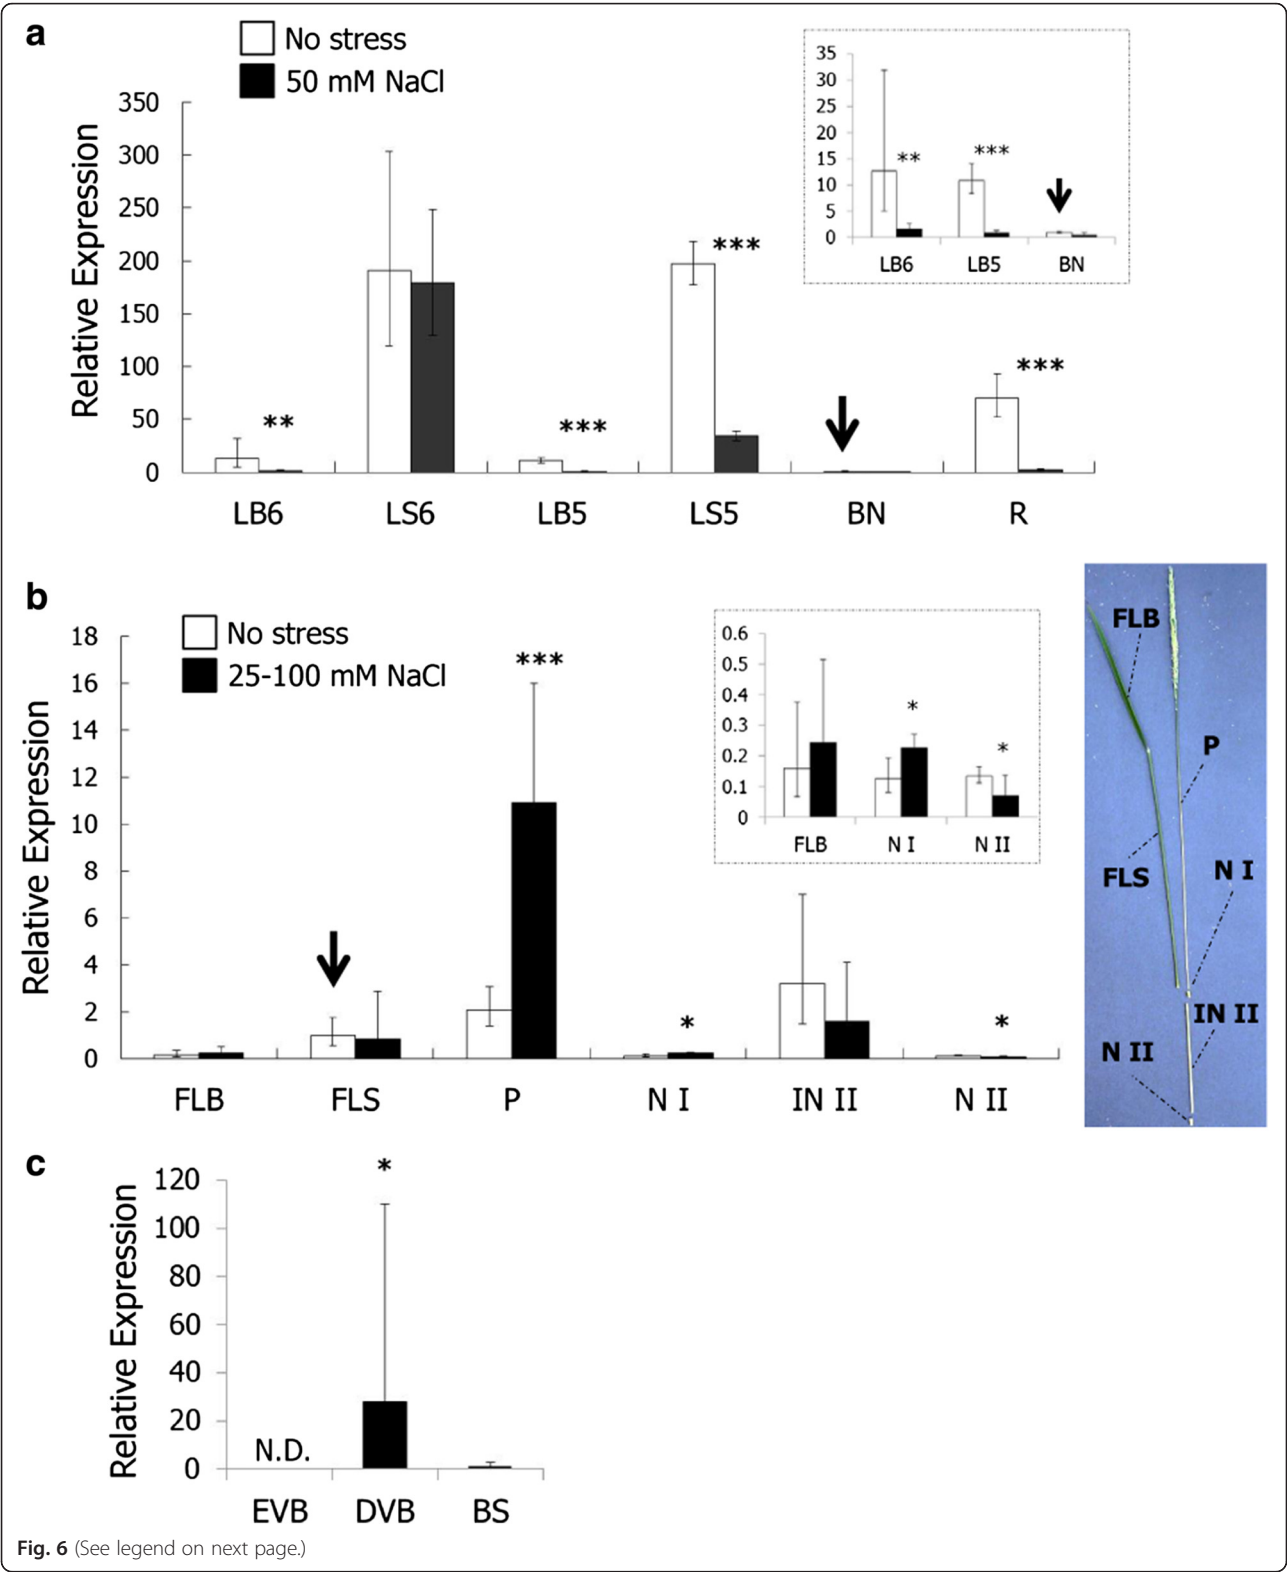 a
No stress
50 mM NaCl
Relative Expression
350
300
250
200
150
100
50
0
**
***
***
***
LB6 LS6 LB5 LS5 BN R
35
30
25
20
15
10
5
0
**
***
LB6 LB5 BN
b
No stress
25-100 mM NaCl
Relative Expression
18
16
14
12
10
8
6
4
2
0
***
*
*
FLB FLS P N I IN II N II
0.6
0.5
0.4
0.3
0.2
0.1
0
*
*
FLB N I N II
FLB
P
FLS
N I
IN II
N II
c
Relative Expression
120
100
80
60
40
20
0
*
N.D.
EVB DVB BS
Fig. 6 (See legend on next page.)